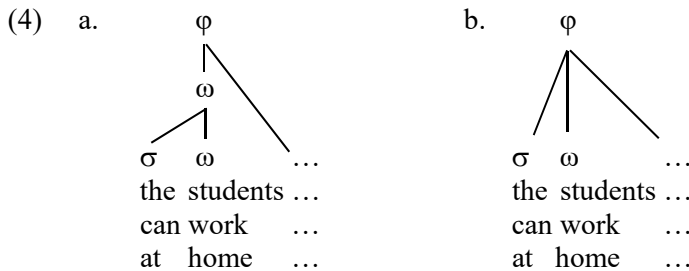 (4) a. φ b. φ
ω
σ ω … σ ω …
the students … the students …
can work … can work …
at home … at home …